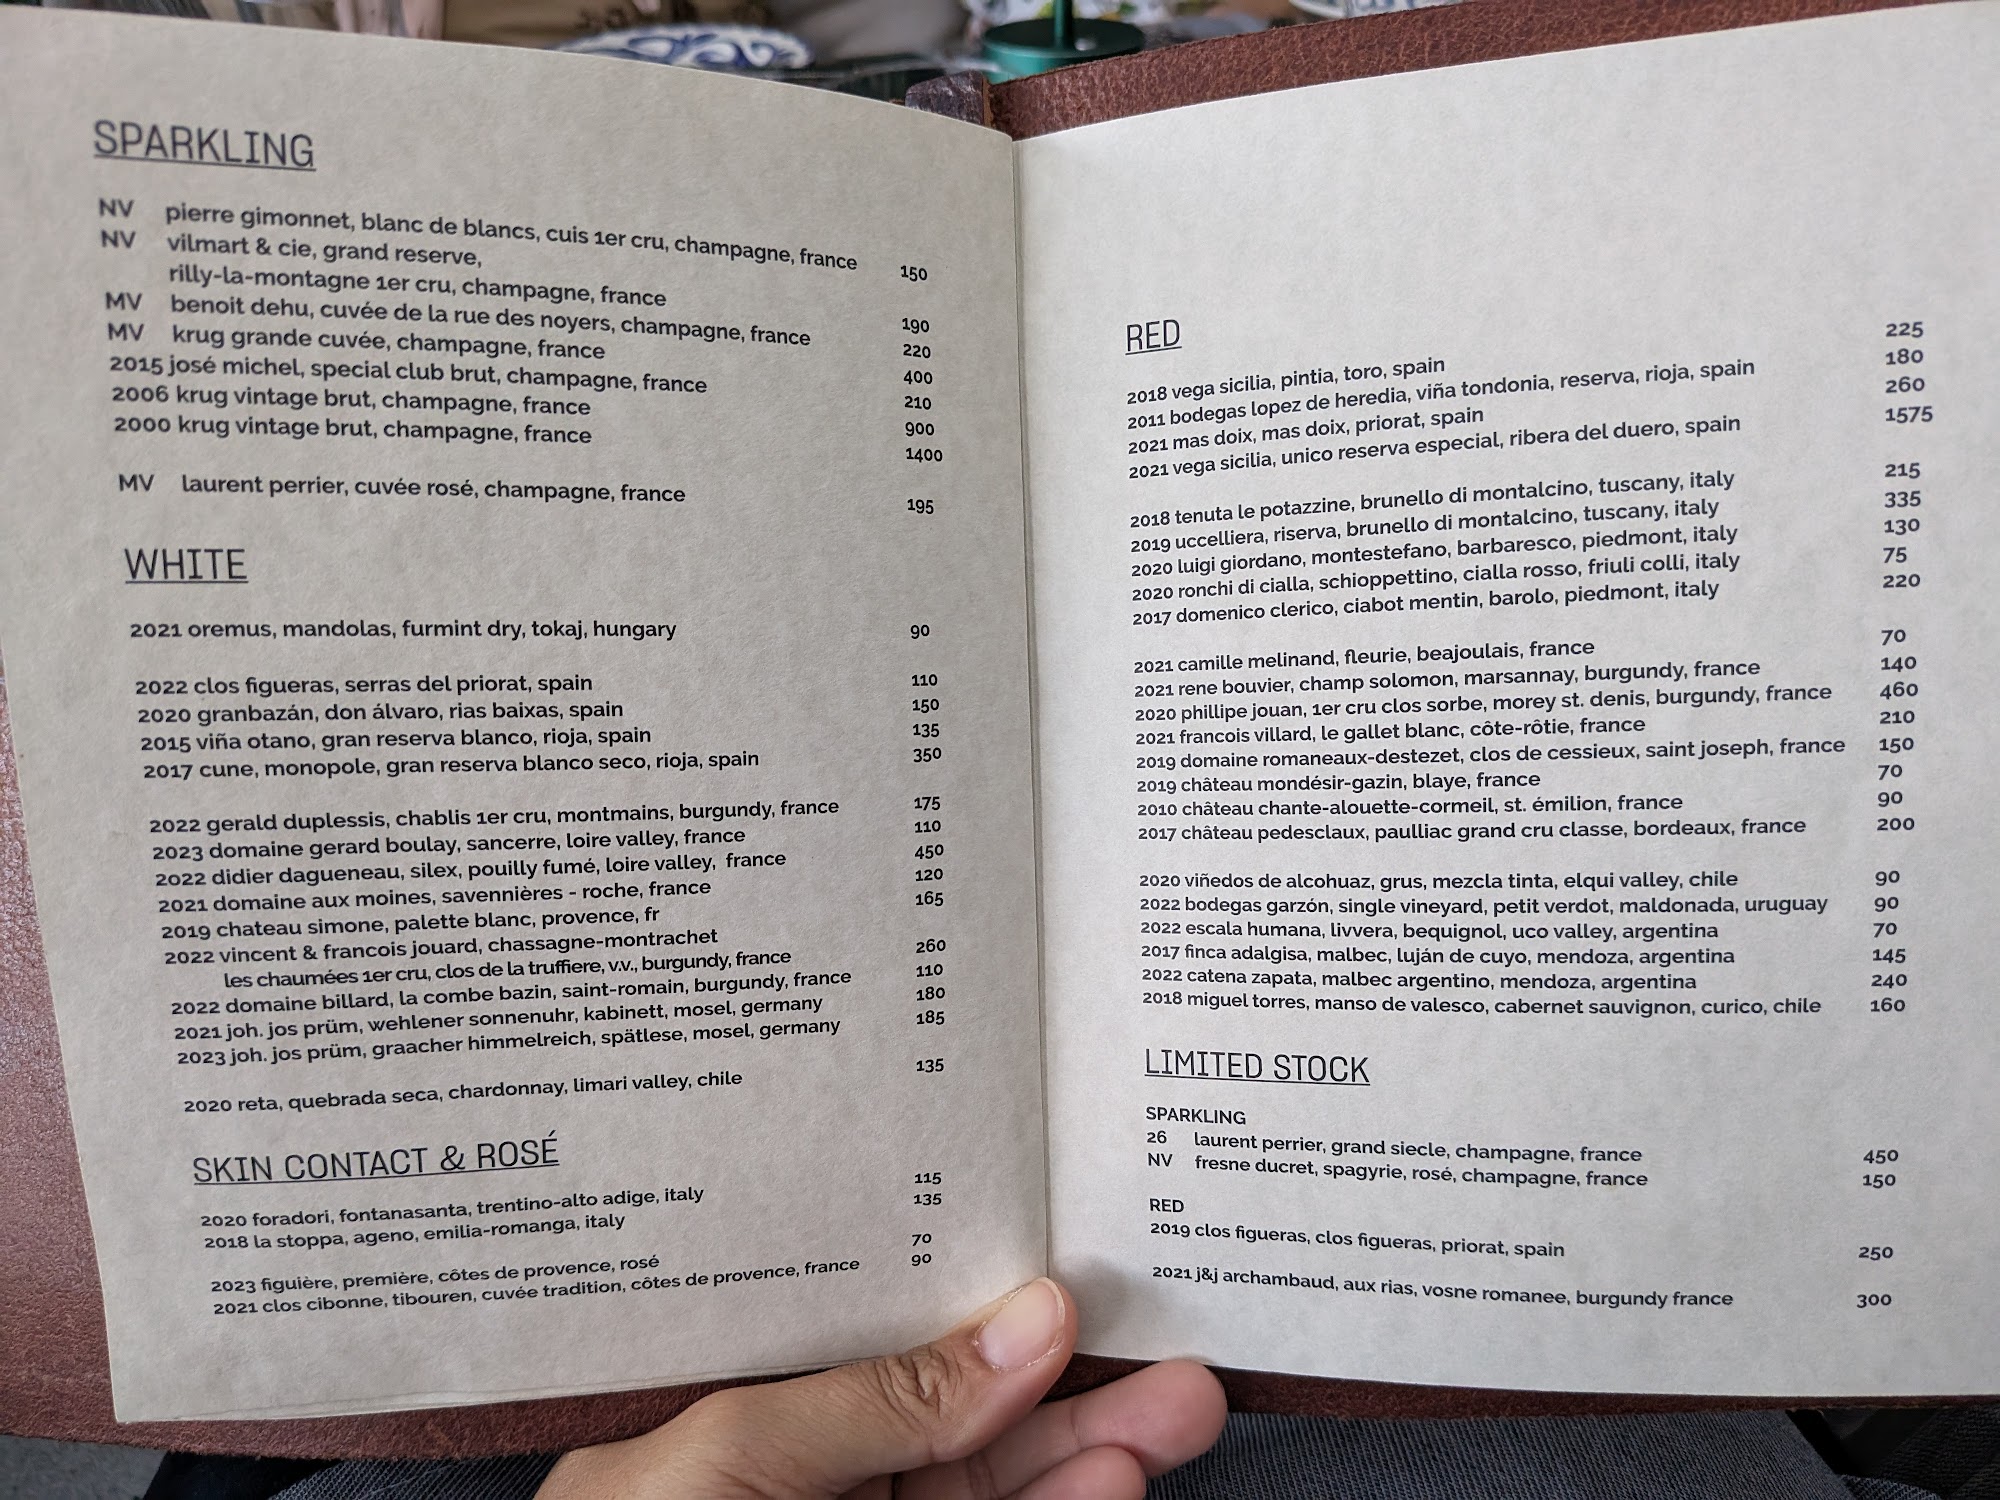 SPARKLING
NV pierre gimonnet, blanc de blancs, cuis 1er cru, champagne, france 150
NV vilmart & cie, grand reserve,
rilly-la-montagne 1er cru, champagne, france 190
MV benoit dehu, cuvée de la rue des noyers, champagne, france 220
MV krug grande cuvée, champagne, france 400
2015 josé michel, special club brut, champagne, france 210
2006 krug vintage brut, champagne, france 900
2000 krug vintage brut, champagne, france 1400
MV laurent perrier, cuvée rosé, champagne, france 195
WHITE
2021 oremus, mandolas, furmint dry, tokaj, hungary 90
2022 clos figueras, serras del priorat, spain 110
2020 granbazán, don álvaro, rias baixas, spain 150
2015 viña otano, gran reserva blanco, rioja, spain 135
2017 cune, monopole, gran reserva blanco seco, rioja, spain 350
2022 gerald duplessis, chablis 1er cru, montmains, burgundy, france 175
2023 domaine gerard boulay, sancerre, loire valley, france 110
2022 didier dagueneau, silex, pouilly fumé, loire valley, france 450
2021 domaine aux moines, savennières - roche, france 120
2019 chateau simone, palette blanc, provence, fr 165
2022 vincent & francois jouard, chassagne-montrachet
les chaumées 1er cru, clos de la truffiere, v.v., burgundy, france 260
2022 domaine billard, la combe bazin, saint-romain, burgundy, france 110
2021 joh. jos prüm, wehlener sonnenuhr, kabinett, mosel, germany 180
2023 joh. jos prüm, graacher himmelreich, spätlese, mosel, germany 185
2020 reta, quebrada seca, chardonnay, limari valley, chile 135
SKIN CONTACT & ROSÉ
2020 foradori, fontanasanta, trentino-alto adige, italy 115
2018 la stoppa, ageno, emilia-romanga, italy 135
2023 figuière, première, côtes de provence, rosé 70
2021 clos cibonne, tibouren, cuvée tradition, côtes de provence, france 90
RED
2018 vega sicilia, pintia, toro, spain 225
2011 bodegas lopez de heredia, viña tondonia, reserva, rioja, spain 180
2021 mas doix, mas doix, priorat, spain 260
2021 vega sicilia, unico reserva especial, ribera del duero, spain 1575
2018 tenuta le potazzine, brunello di montalcino, tuscany, italy 215
2019 uccelliera, riserva, brunello di montalcino, tuscany, italy 335
2020 luigi giordano, montestefano, barbaresco, piedmont, italy 130
2020 ronchi di cialla, schioppettino, cialla rosso, friuli colli, italy 75
2017 domenico clerico, ciabot mentin, barolo, piedmont, italy 220
2021 camille melinand, fleurie, beajoulais, france 70
2021 rene bouvier, champ solomon, marsannay, burgundy, france 140
2020 phillipe jouan, 1er cru clos sorbe, morey st. denis, burgundy, france 460
2021 francois villard, le gallet blanc, côte-rôtie, france 210
2019 domaine romaneaux-destezet, clos de cessieux, saint joseph, france 150
2019 château mondésir-gazin, blaye, france 70
2010 château chante-alouette-cormeil, st. émilion, france 90
2017 château pedesclaux, paulliac grand cru classe, bordeaux, france 200
2020 viñedos de alcohuaz, grus, mezcla tinta, elqui valley, chile 90
2022 bodegas garzón, single vineyard, petit verdot, maldonada, uruguay 90
2022 escala humana, livvera, bequignol, uco valley, argentina 70
2017 finca adalgisa, malbec, luján de cuyo, mendoza, argentina 145
2022 catena zapata, malbec argentino, mendoza, argentina 240
2018 miguel torres, manso de valesco, cabernet sauvignon, curico, chile 160
LIMITED STOCK
SPARKLING
26 laurent perrier, grand siecle, champagne, france 450
NV fresne ducret, spagyrie, rosé, champagne, france 150
RED
2019 clos figueras, clos figueras, priorat, spain 250
2021 j&j archambaud, aux rias, vosne romanee, burgundy france 300